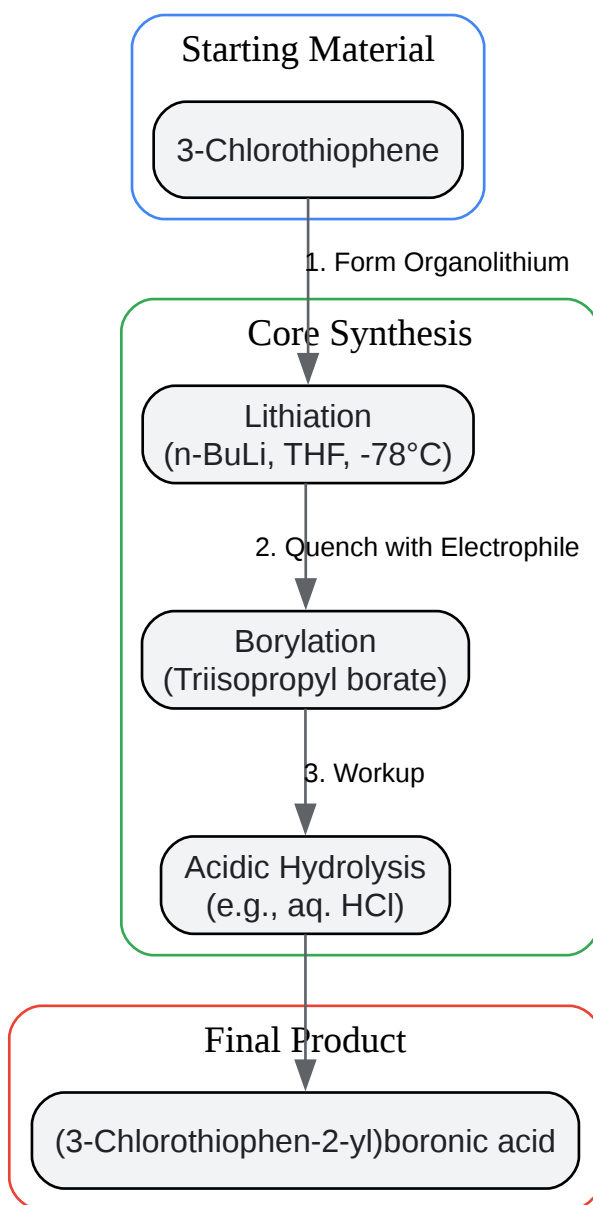 Starting Material
3-Chlorothiophene
1. Form Organolithium
Core Synthesis
Lithiation
(n-BuLi, THF, -78°C)
2. Quench with Electrophile
Borylation
(Triisopropyl borate)
3. Workup
Acidic Hydrolysis
(e.g., aq. HCl)
Final Product
(3-Chlorothiophen-2-yl)boronic acid